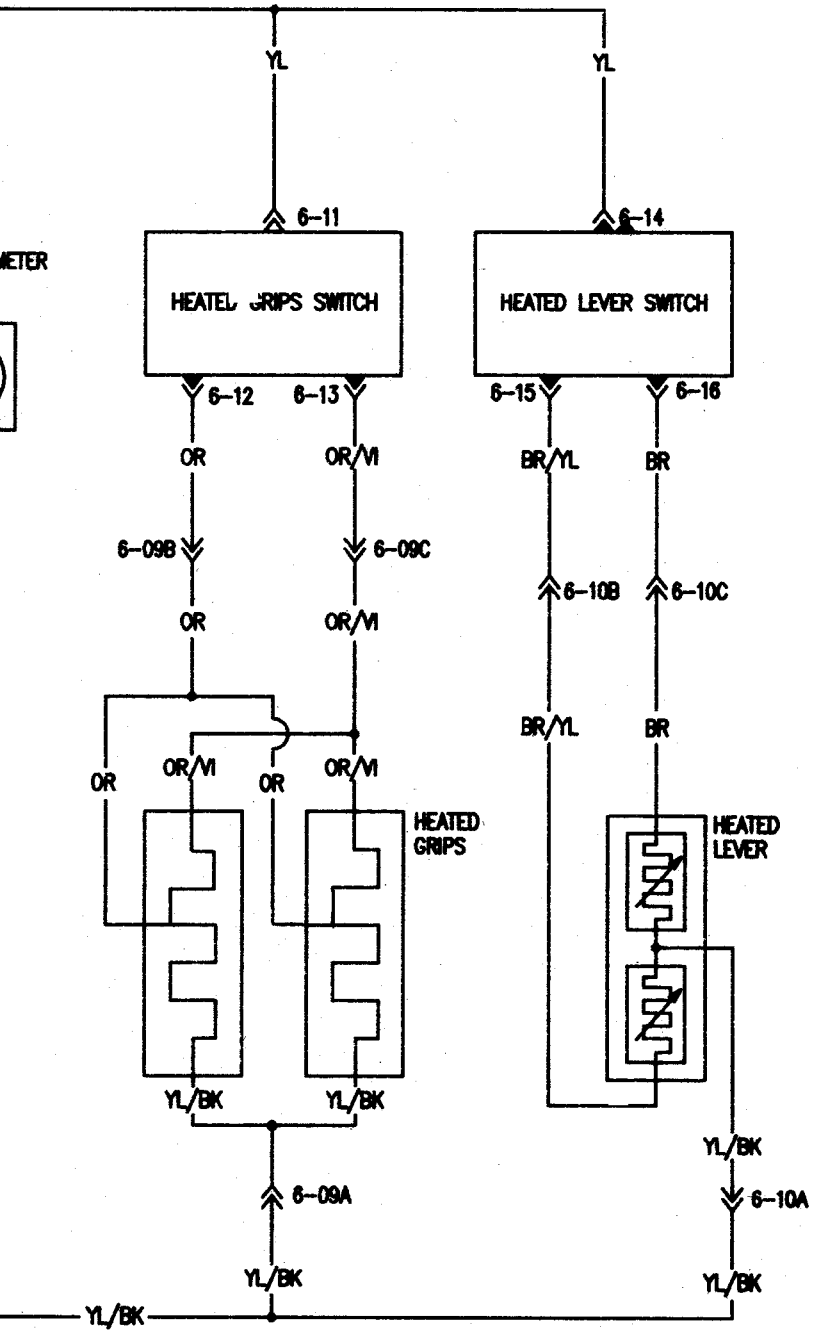 YL YL
6-11 6-14
HEATED LEVER SWITCH
GRIPS SWITCH
6-12 6-13 6-15 6-16
OR OR/VI BR/YL BR
6-09B 6-09C
6-10B 6-10C
OR OR/VI
BR/YL BR
OR OR/VI OR OR/VI
HEATED
GRIPS
HEATED
LEVER
YL/BK YL/BK
YL/BK
6-09A 6-10A
YL/BK YL/BK
YL/BK